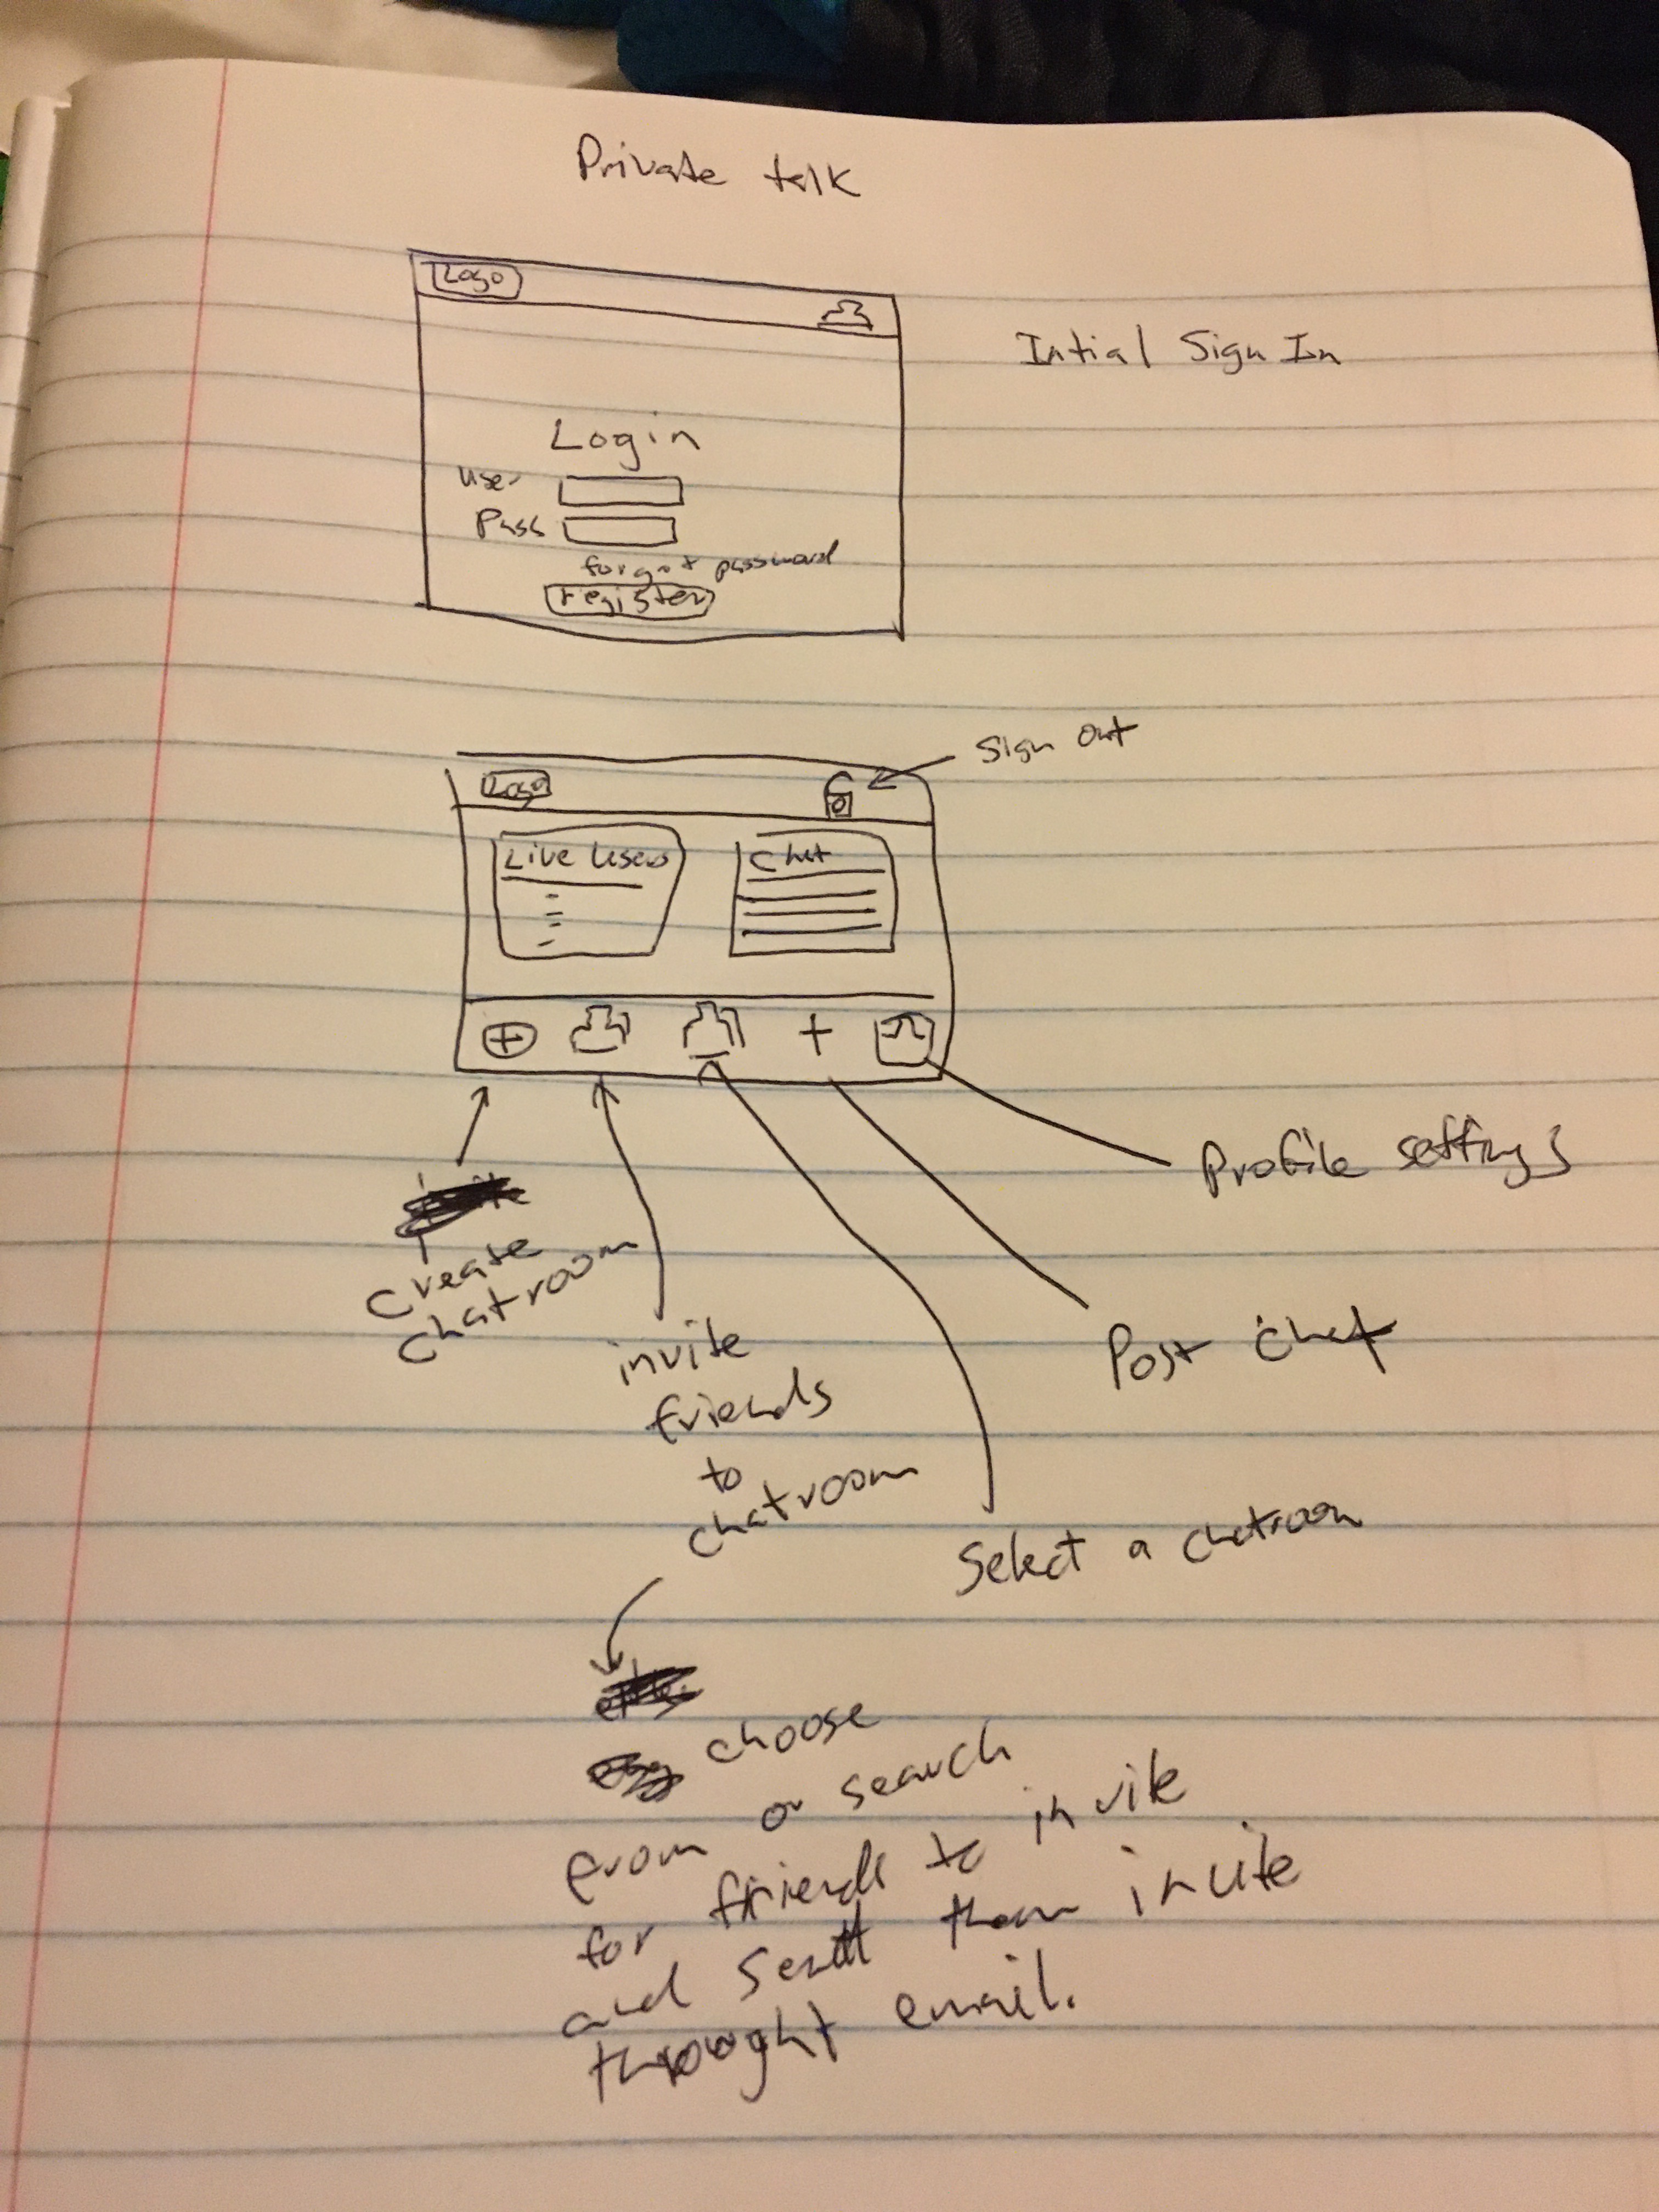 Private talk
Logo
Intial Sign In
Login
User
Pass
forgot password
register
Sign Out
Logo
Live Users
Chat
Profile settings
Create
chatroom
invite
friends
to
chatroom
Post Chat
Select a chatroom
choose
from or search
for friends to invite
and send them invite
throught email.